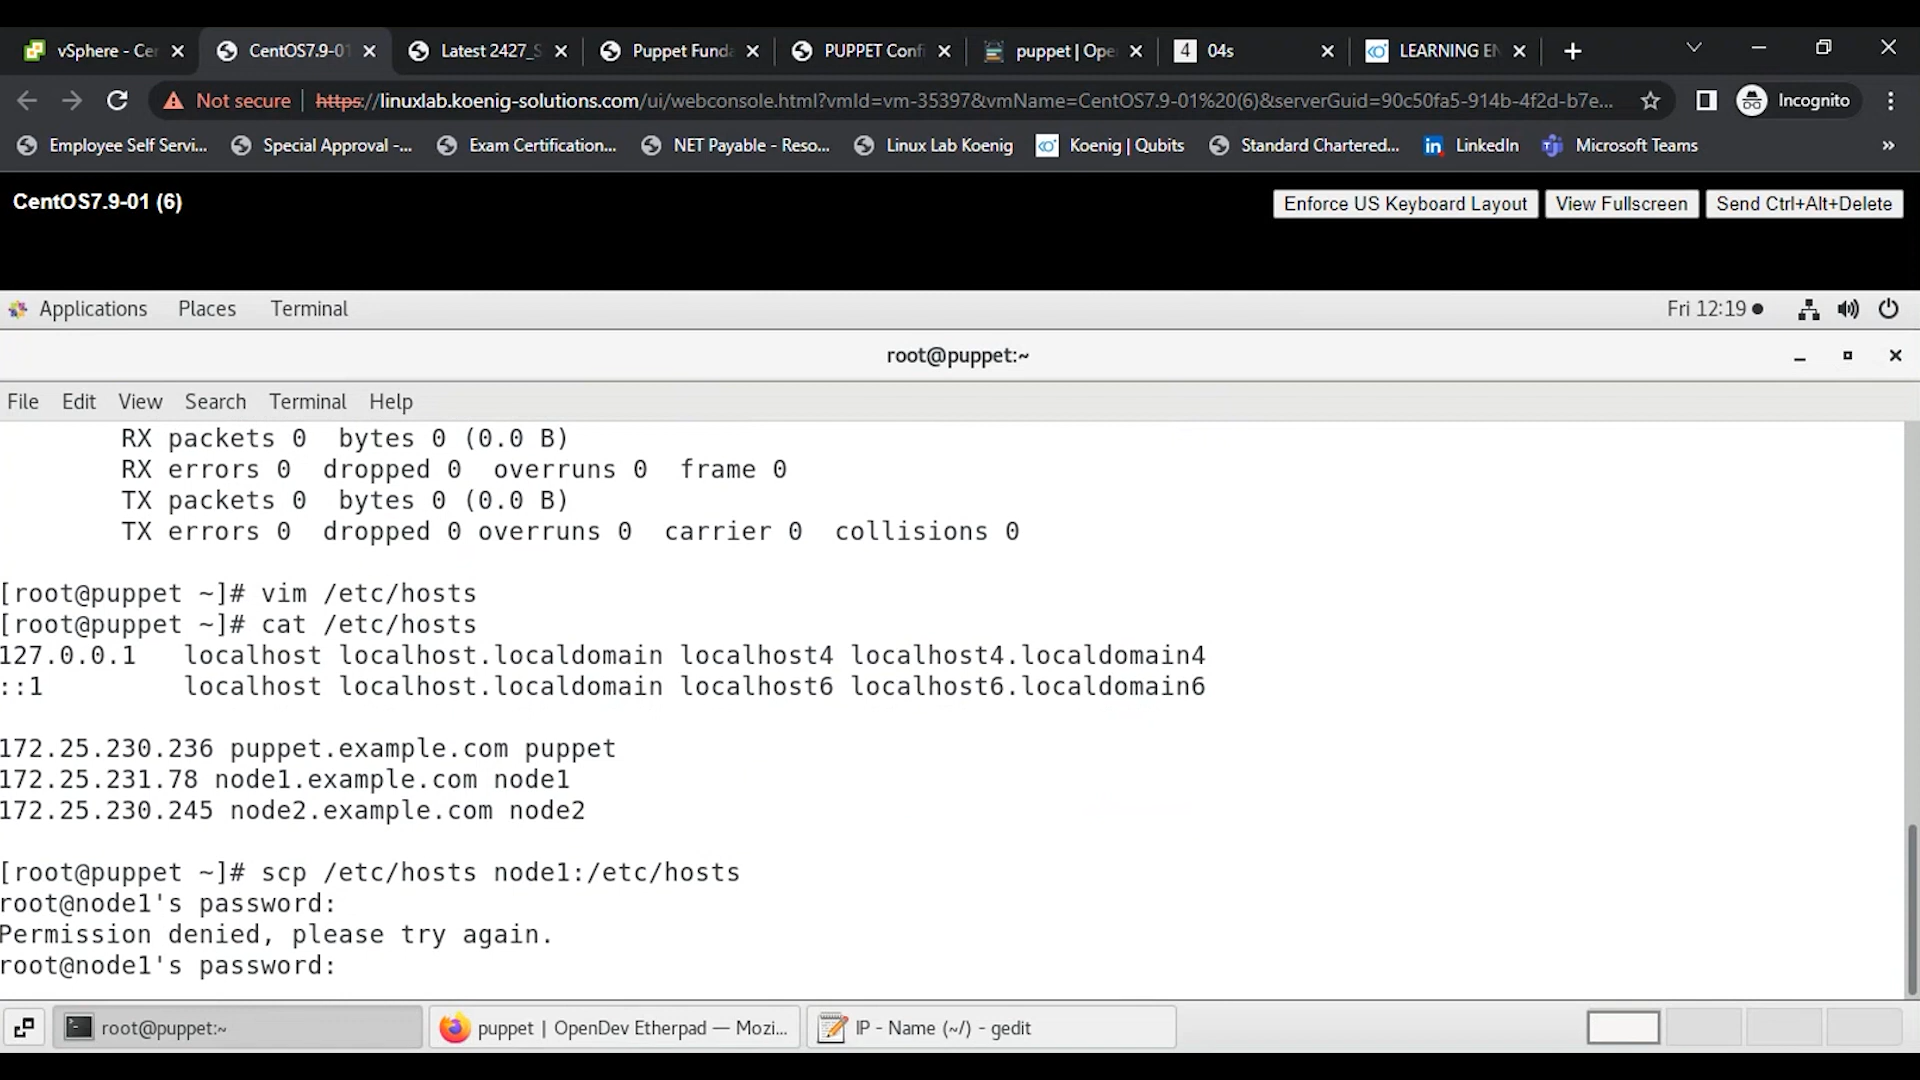 vSphere - Cen
CentOS7.9-01
Latest 2427_S
Puppet Funda
PUPPET Confi
puppet | Ope
4 04s
LEARNING EN
Not secure
https://linuxlab.koenig-solutions.com/ui/webconsole.html?vmId=vm-35397&vmName=CentOS7.9-01%20(6)&serverGuid=90c50fa5-914b-4f2d-b7e...
Incognito
Employee Self Servi...
Special Approval -...
Exam Certification...
NET Payable - Reso...
Linux Lab Koenig
Koenig | Qubits
Standard Chartered...
LinkedIn
Microsoft Teams
»
CentOS7.9-01 (6)
Enforce US Keyboard Layout
View Fullscreen
Send Ctrl+Alt+Delete
Applications Places Terminal
Fri 12:19
root@puppet:~
File Edit View Search Terminal Help
RX packets 0 bytes 0 (0.0 B)
RX errors 0 dropped 0 overruns 0 frame 0
TX packets 0 bytes 0 (0.0 B)
TX errors 0 dropped 0 overruns 0 carrier 0 collisions 0
[root@puppet ~]# vim /etc/hosts
[root@puppet ~]# cat /etc/hosts
127.0.0.1 localhost localhost.localdomain localhost4 localhost4.localdomain4
::1 localhost localhost.localdomain localhost6 localhost6.localdomain6
172.25.230.236 puppet.example.com puppet
172.25.231.78 node1.example.com node1
172.25.230.245 node2.example.com node2
[root@puppet ~]# scp /etc/hosts node1:/etc/hosts
root@node1's password:
Permission denied, please try again.
root@node1's password:
root@puppet:~
puppet | OpenDev Etherpad — Mozi...
IP - Name (~/) - gedit